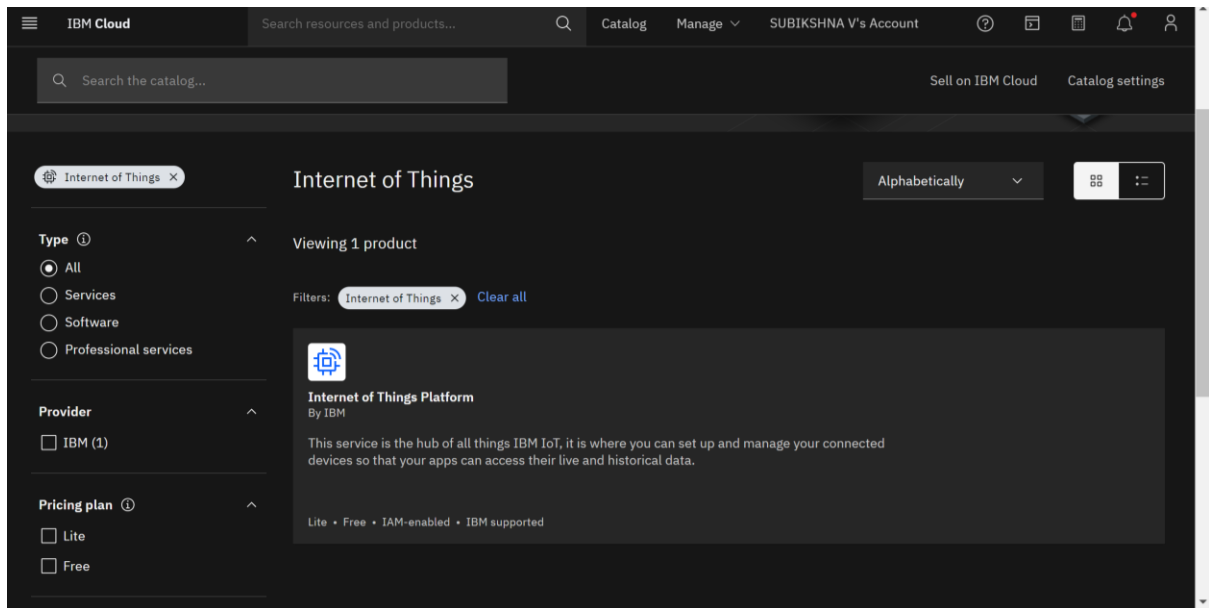 IBM Cloud
Search resources and products...
Catalog
Manage
SUBIKSHNA V's Account
Search the catalog...
Sell on IBM Cloud
Catalog settings
Internet of Things
Type
All
Services
Software
Professional services
Provider
IBM (1)
Pricing plan
Lite
Free
Internet of Things
Alphabetically
Viewing 1 product
Filters:
Internet of Things
Clear all
Internet of Things Platform
By IBM
This service is the hub of all things IBM IoT, it is where you can set up and manage your connected
devices so that your apps can access their live and historical data.
Lite • Free • IAM-enabled • IBM supported